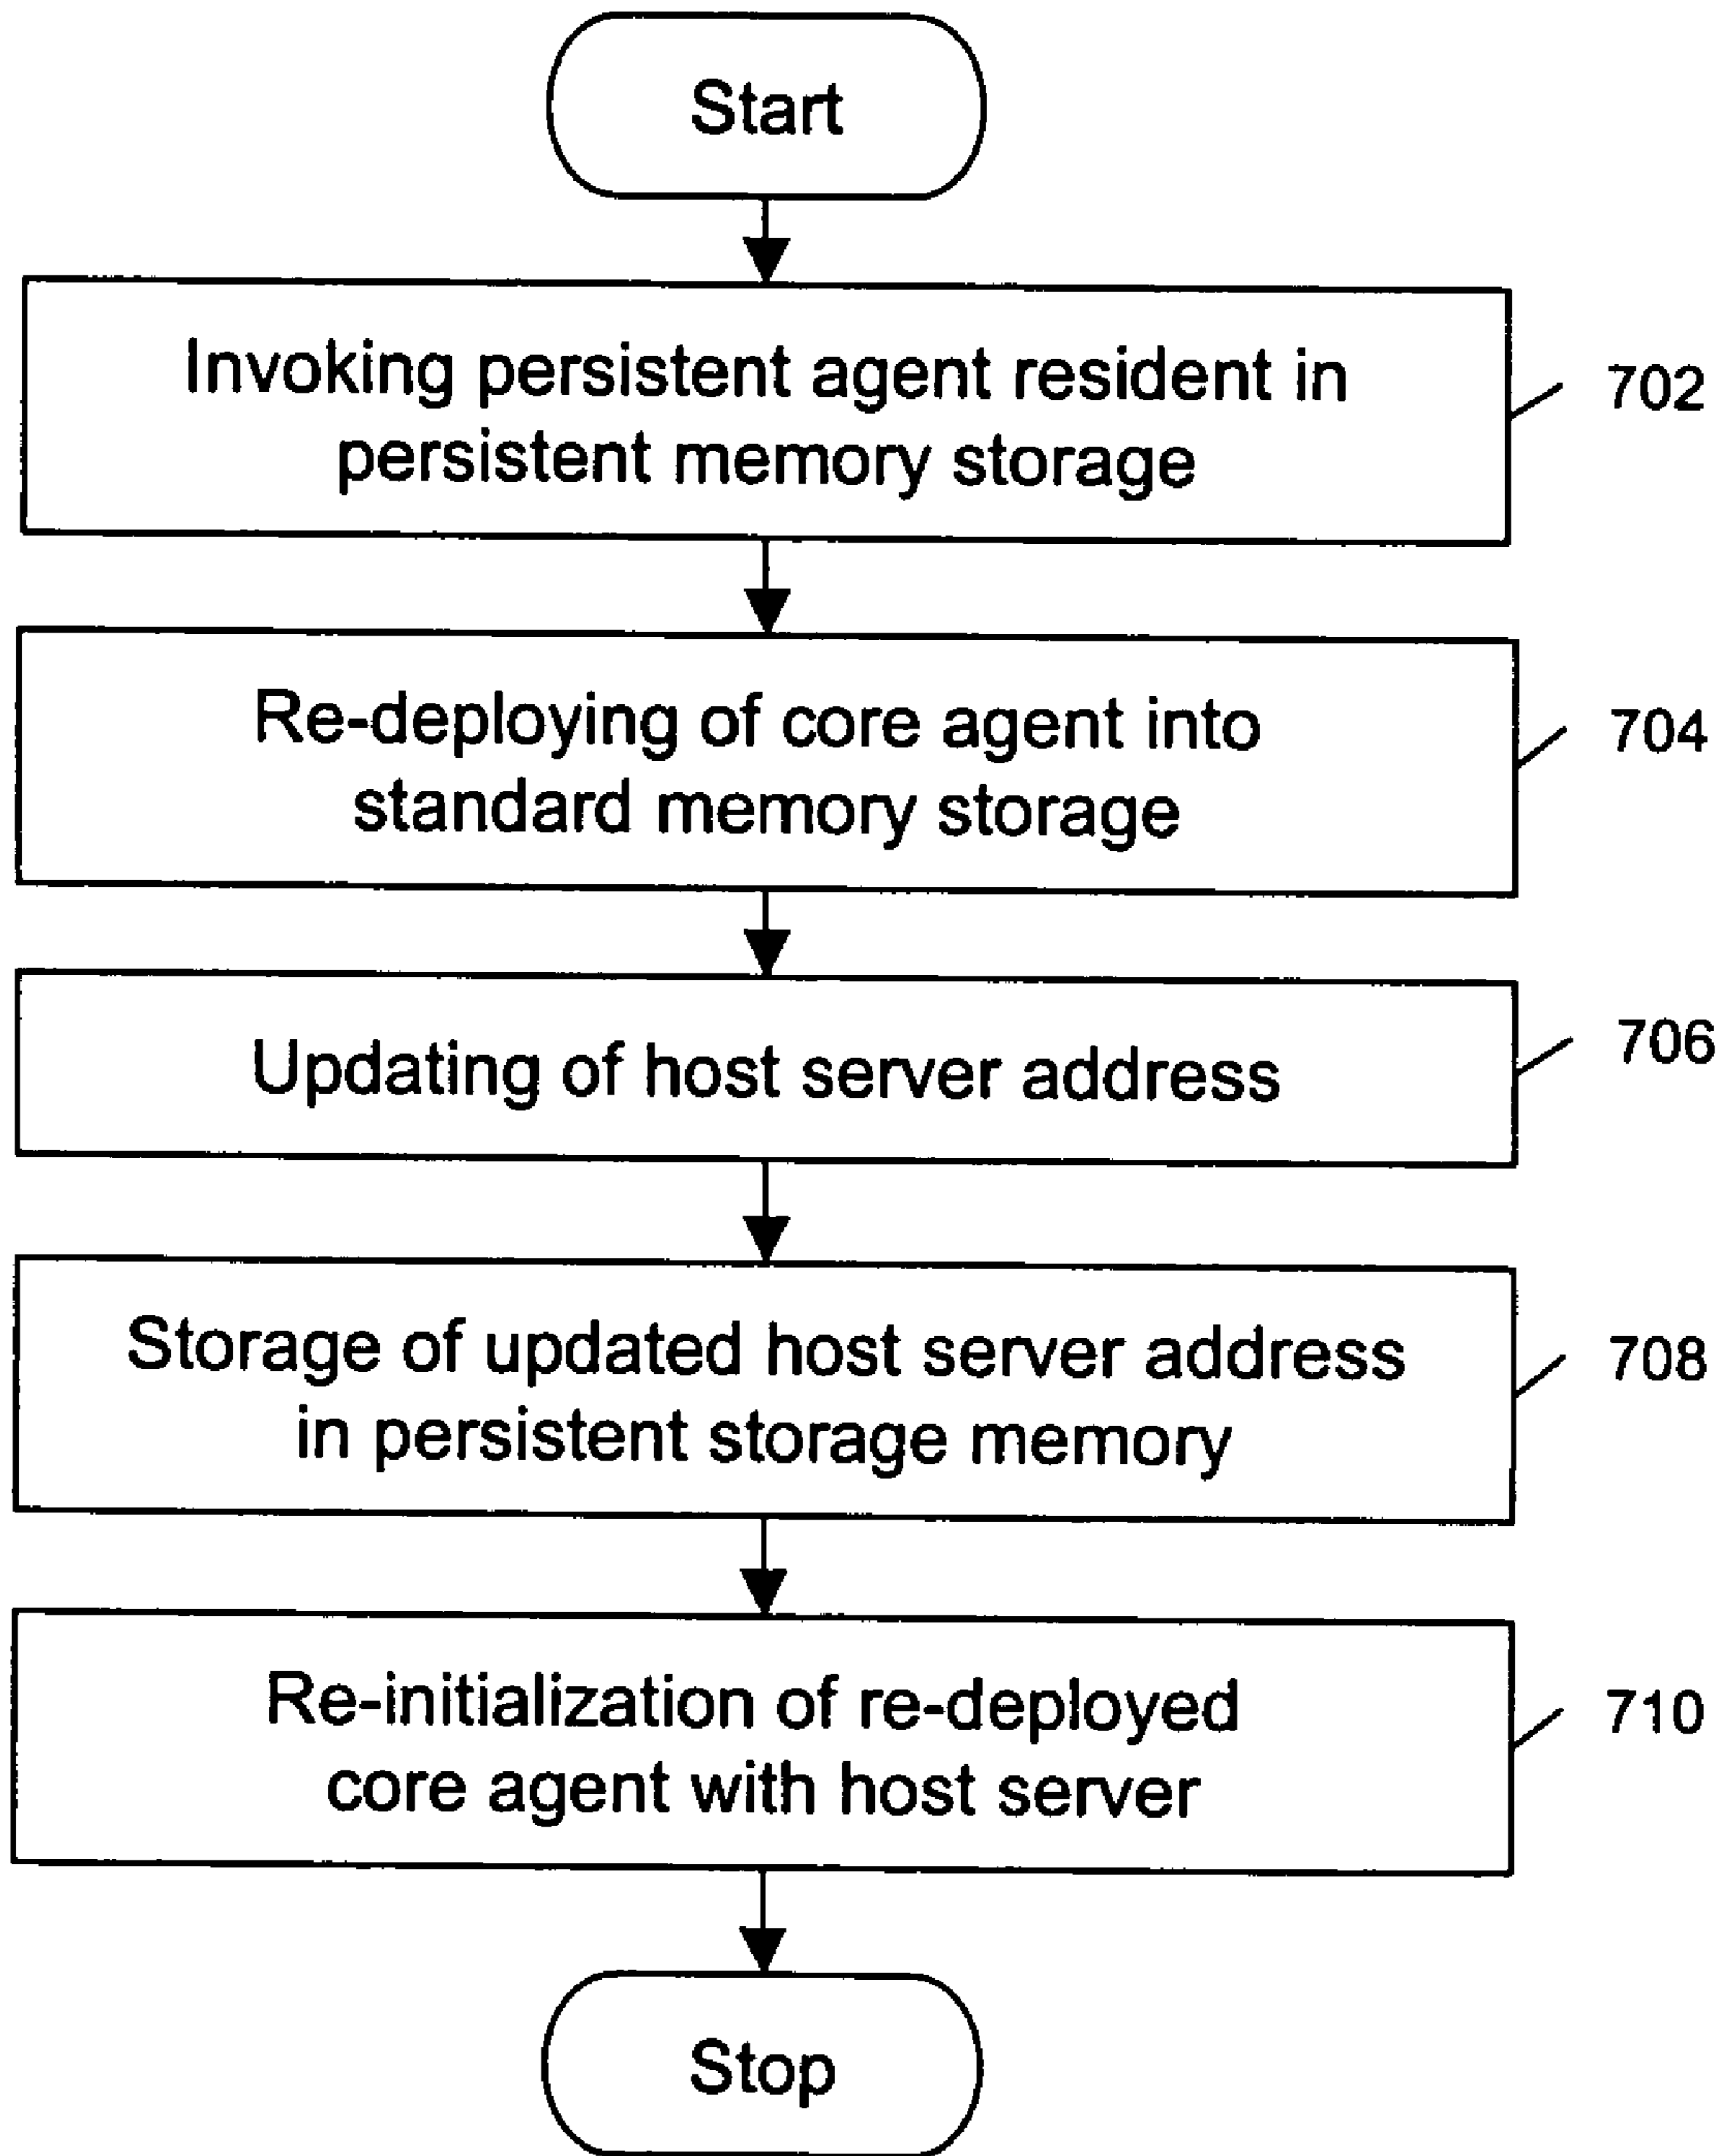 Start
Invoking persistent agent resident in
persistent memory storage
702
Re-deploying of core agent into
standard memory storage
704
Updating of host server address
706
Storage of updated host server address
in persistent storage memory
708
Re-initialization of re-deployed
core agent with host server
710
Stop